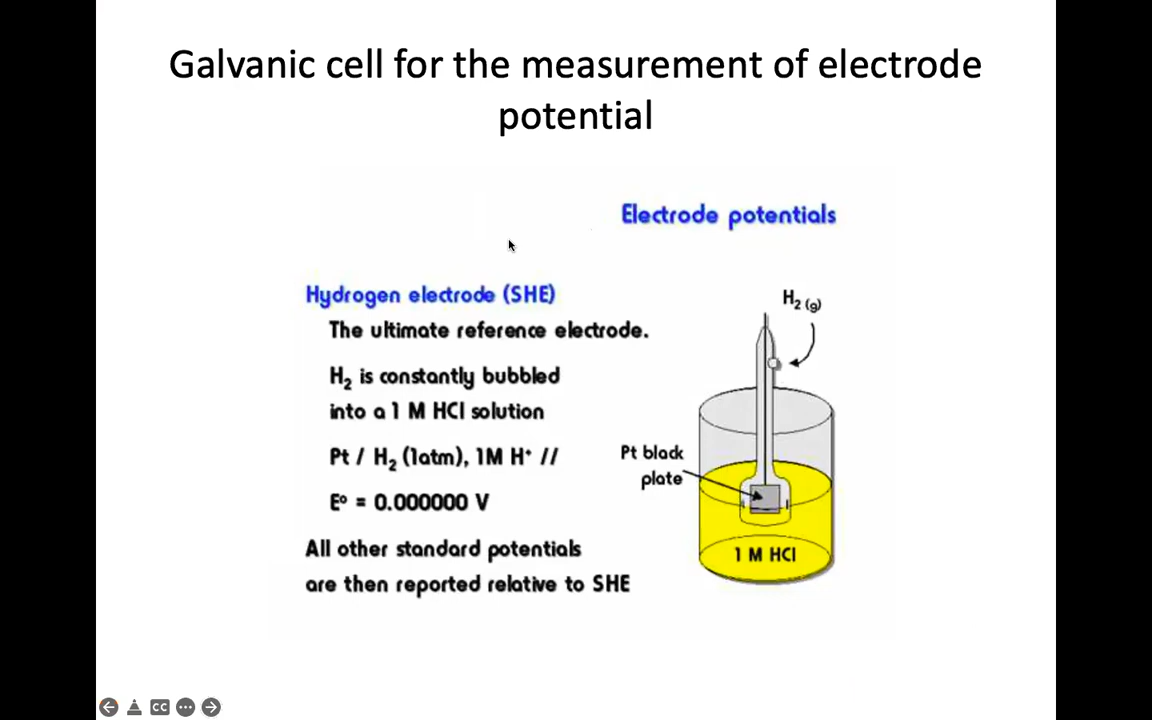 Galvanic cell for the measurement of electrode
potential
Electrode potentials
Hydrogen electrode (SHE)
The ultimate reference electrode.
H₂ is constantly bubbled
into a 1 M HCl solution
Pt / H₂ (1atm), 1M H⁺ //
Eº = 0.000000 V
All other standard potentials
are then reported relative to SHE
H₂ (g)
Pt black
plate
1 M HCl
CC